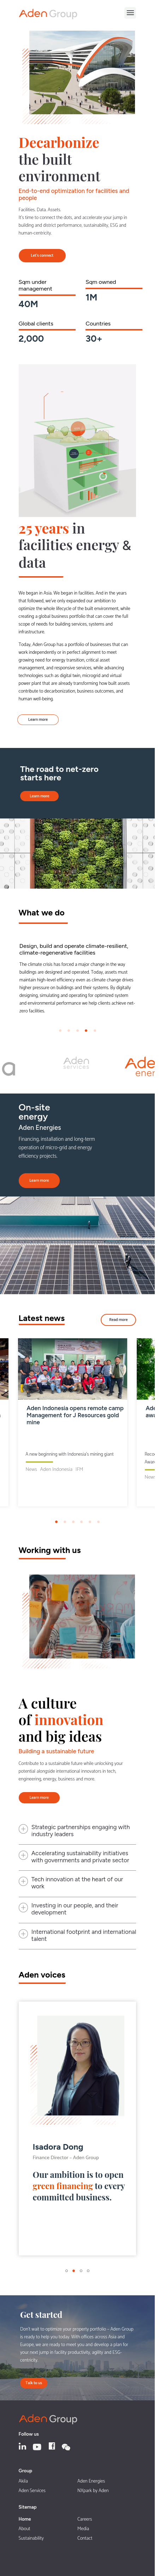 Aden Group
Decarbonize
the built
environment
End-to-end optimization for facilities and
people
Facilities. Data. Assets.
It's time to connect the dots, and accelerate your jump in
building and district performance, sustainability, ESG and
human-centricity.
Let's connect
Sqm under
management
Sqm owned
40M
1M
Global clients
Countries
2,000
30+
25 years in
facilities energy &
data
We began in Asia. We began in facilities. And in the years
that followed, we've only expanded our ambition to
optimize the whole lifecycle of the built environment, while
creating a global business portfolio that can cover the full
scope of needs for building services, systems and
infrastructure.
Today, Aden Group has a portfolio of businesses that can
work independently or in perfect alignment to meet
growing need for energy transition, critical asset
management, and responsive services; while advancing
technologies such as digital twin, micromod and virtual
power plant that are already transforming how built assets
contribute to decarbonization, business outcomes, and
human well-being.
Learn more
The road to net-zero
starts here
Learn more
What we do
Design, build and operate climate-resilient,
climate-regenerative facilities
The climate crisis has forced a major change in what
planning buildings are designed and operate. Today, assets must
human well-being even as climate change puts
higher pressure on buildings and their systems. By digitally
designing, simulating and operating for sustained system
integrity and performance we help clients achieve net-
zero facilities.
Aden
services
Aden
energies
On-site
energy
Aden Energies
Financing, installation and long-term
operation of micro-grid and energy
efficiency projects.
Learn more
Latest news
Read more
Aden Indonesia opens remote camp
Management for J Resources gold
mine
A new beginning with Indonesia's mining giant
News Aden Indonesia IFM
News
Working with us
A culture
of innovation
and big ideas
Building a sustainable future
Contribute to a sustainable future while unlocking your
potential alongside international innovators in tech,
engineering, energy, business and more.
Learn more
Strategic partnerships engaging with
industry leaders
Accelerating sustainability initiatives
with governments and private sector
Tech innovation at the heart of our
work
Investing in our people, and their
development
International footprint and international
talent
Aden voices
Isadora Dong
Finance Director - Aden Group
Our ambition is to open
green financing to every
committed business.
Get started
Don't wait to optimize your property portfolio - Aden Group
is ready to help you today. With offices across Asia and
Europe, we are ready to meet you and develop a plan for
your next jump in facility productivity, agility and ESG-
centricity.
Talk to us
Aden Group
Follow us
Group
Akila
Aden Energies
Aden Services
NXpark by Aden
Sitemap
Home
Careers
About
Media
Sustainability
Contact